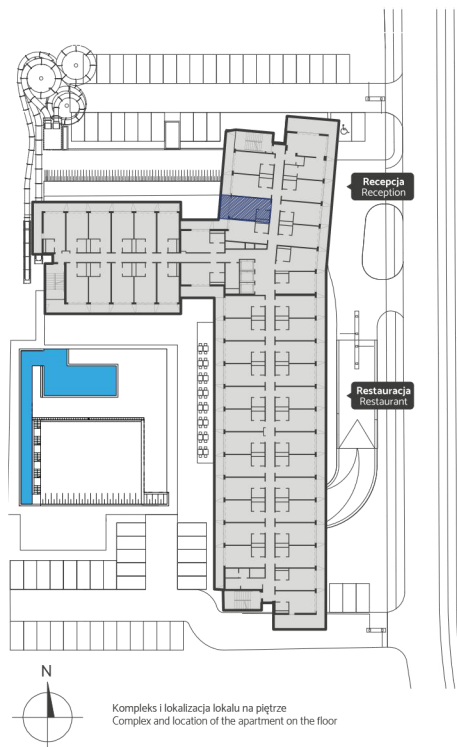 Recepcja
Reception
Restauracja
Restaurant
N
Kompleks i lokalizacja lokalu na piętrze
Complex and location of the apartment on the floor